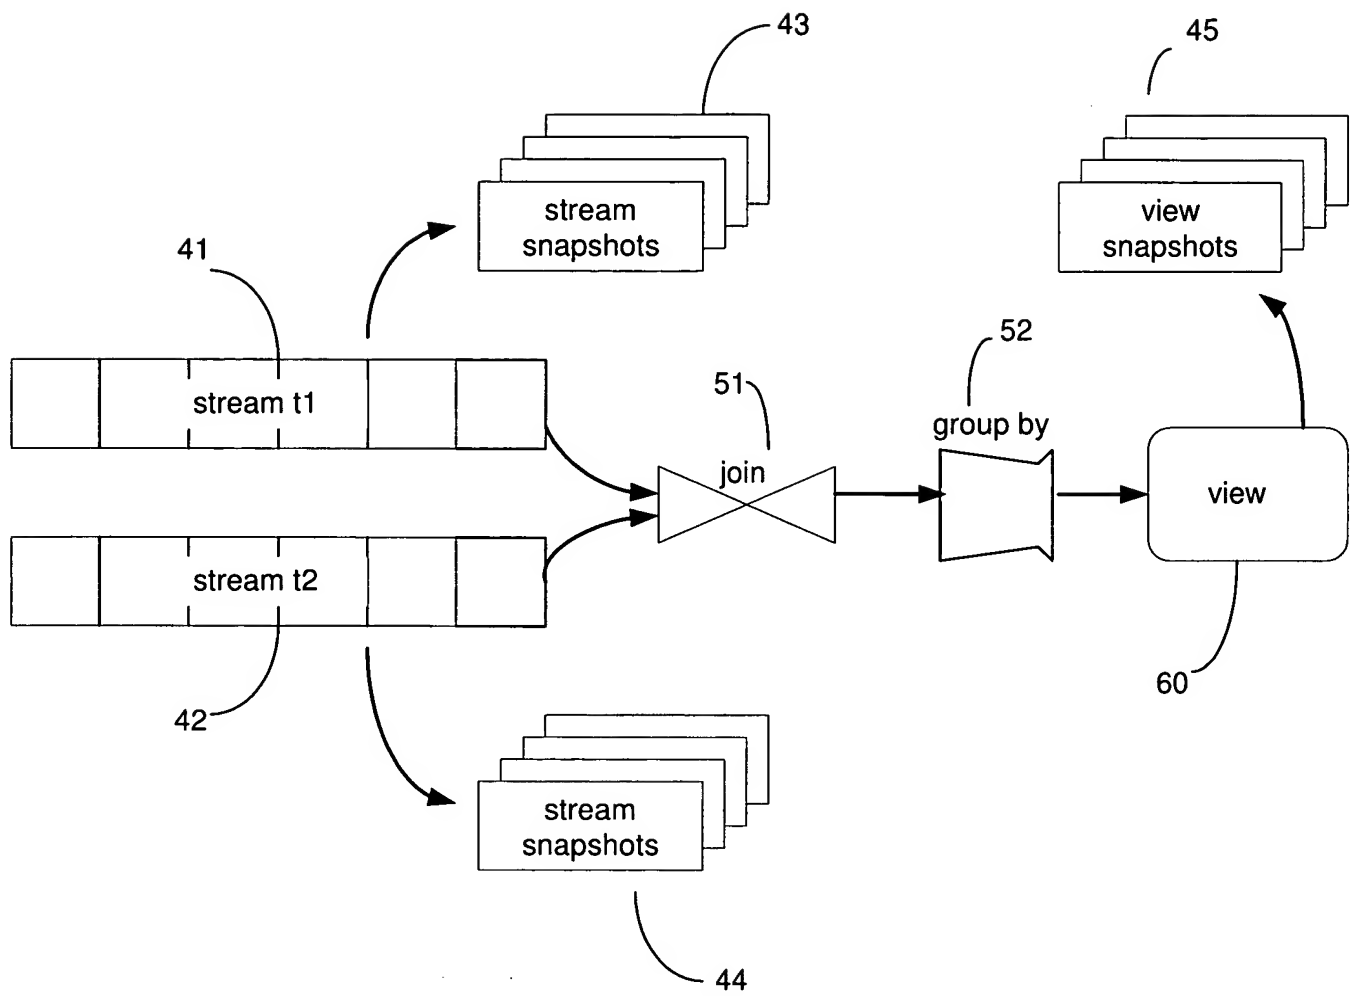 43
45
stream
snapshots
view
snapshots
41
52
51
stream t1
group by
join
view
stream t2
60
42
stream
snapshots
44